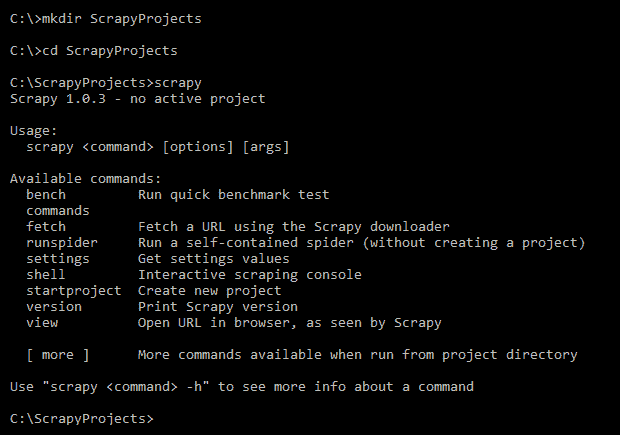 C:\>mkdir ScrapyProjects
C:\>cd ScrapyProjects
C:\ScrapyProjects>scrapy
Scrapy 1.0.3 - no active project
Usage:
  scrapy <command> [options] [args]
Available commands:
  bench         Run quick benchmark test
  commands
  fetch         Fetch a URL using the Scrapy downloader
  runspider     Run a self-contained spider (without creating a project)
  settings      Get settings values
  shell         Interactive scraping console
  startproject  Create new project
  version       Print Scrapy version
  view          Open URL in browser, as seen by Scrapy
  [ more ]      More commands available when run from project directory
Use "scrapy <command> -h" to see more info about a command
C:\ScrapyProjects>